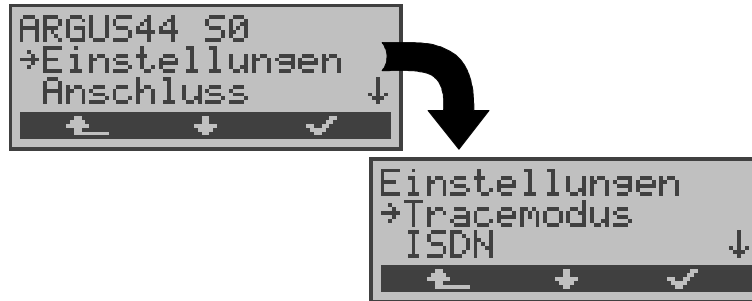 ARGUS44 S0
→Einstellungen
Anschluss ↓
Einstellungen
→Tracemodus
ISDN ↓